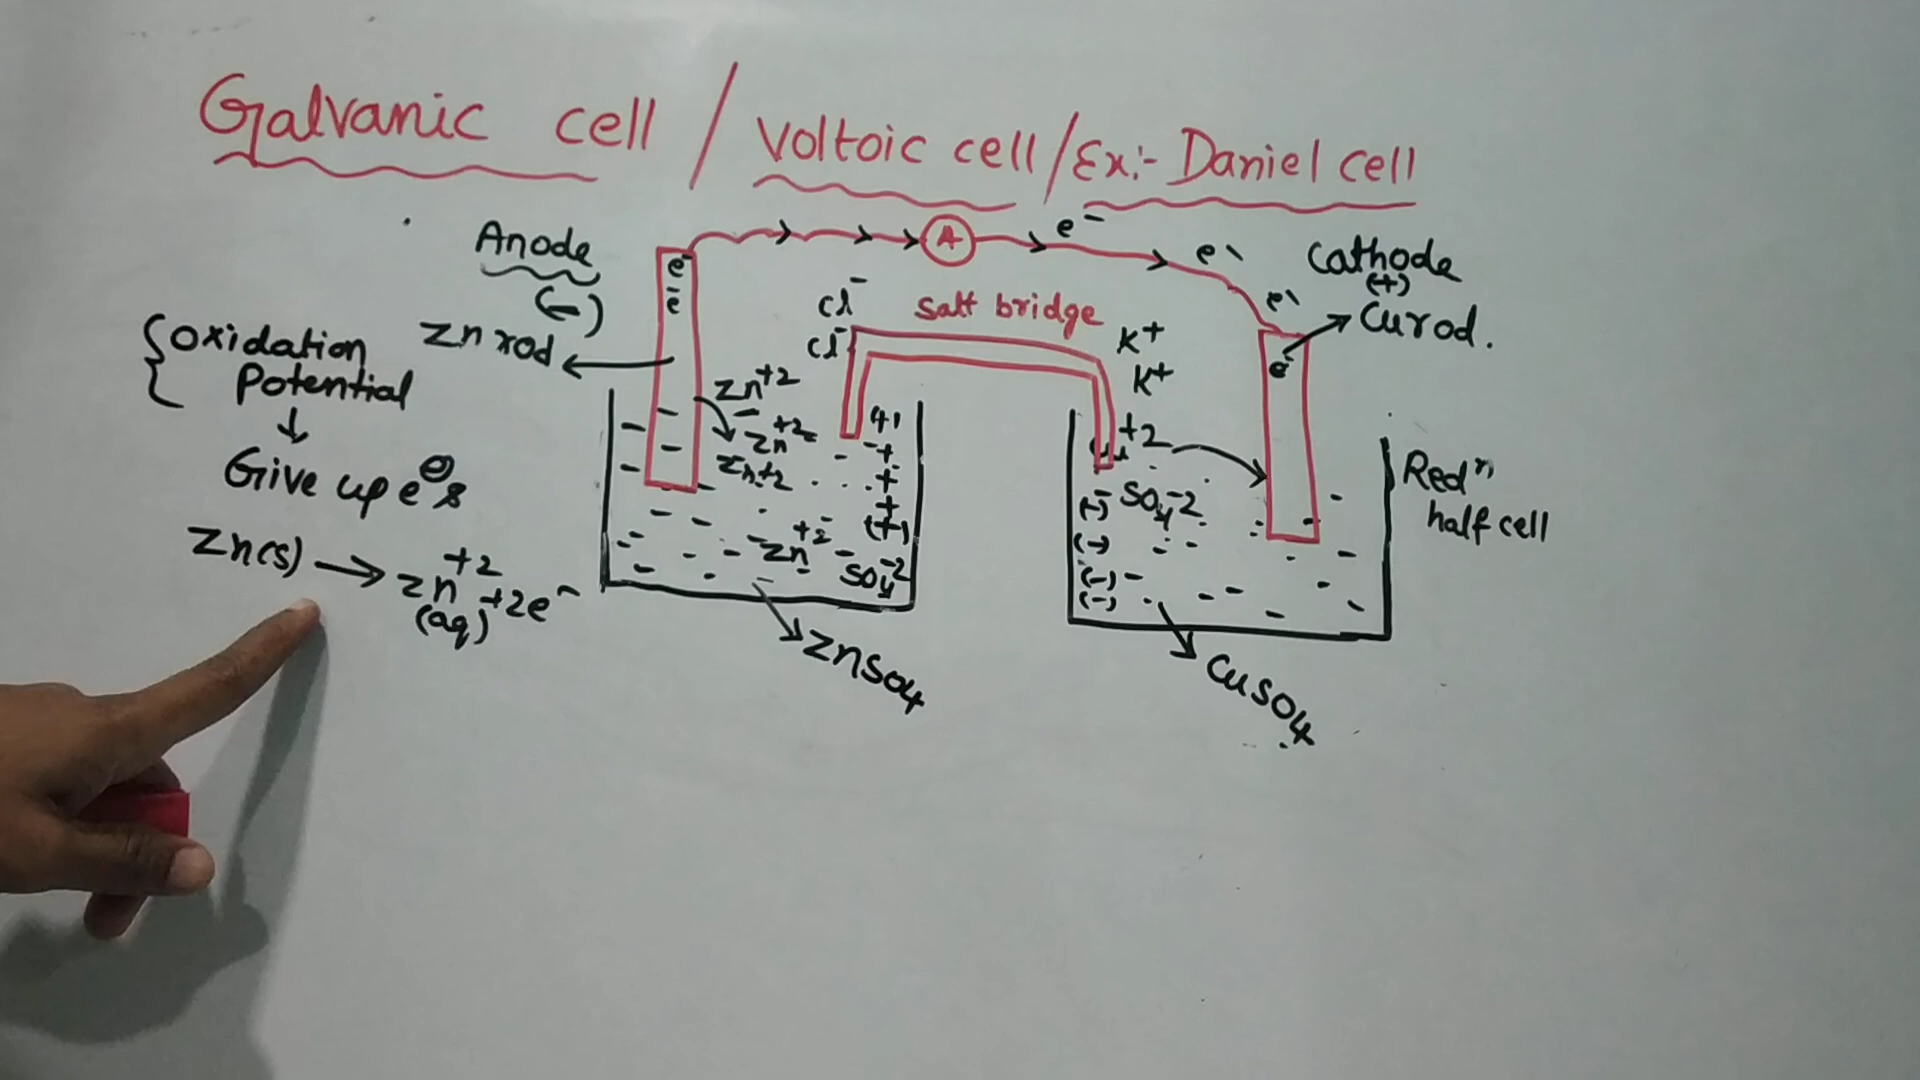 Galvanic cell / Voltoic cell / Ex:- Daniel cell
Anode
(-)
Zn rod
{ Oxidation
Potential
↓
Give up e⊖s
Zn(s) → Zn+2 + 2e-
(aq)
e-
e-
A
e-
e-
e-
Cathode
(+)
Cu rod.
e-
Salt bridge
Cl-
Cl-
K+
K+
Zn+2
Zn+2
Zn+2
+
+
+
(+)
Zn+2
SO4-2
ZnSO4
+2
(-) SO4-2
(-)
(-)
(-)
CuSO4
Redn
half cell